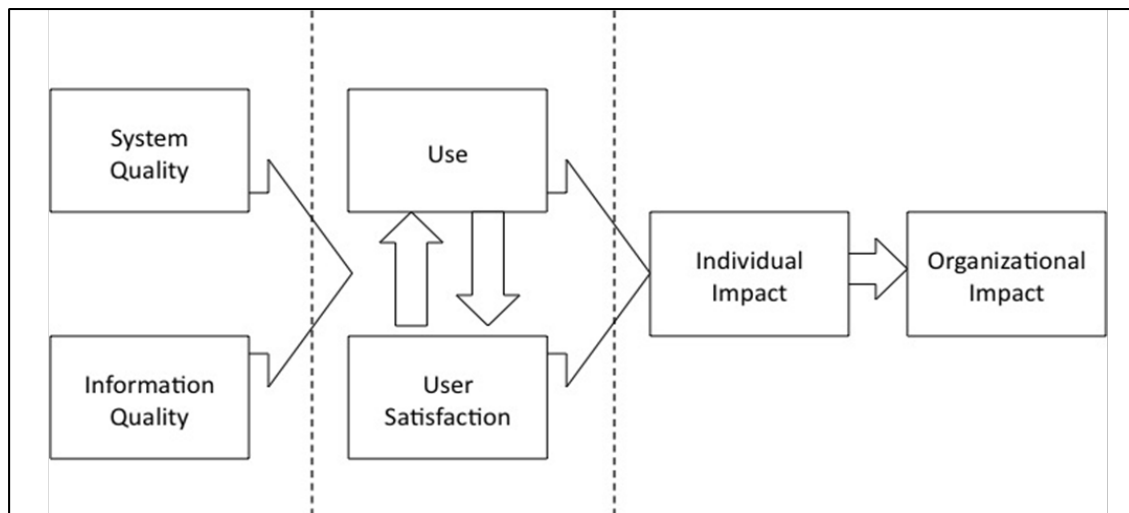 System
Quality
Use
Individual
Impact
Organizational
Impact
Information
Quality
User
Satisfaction